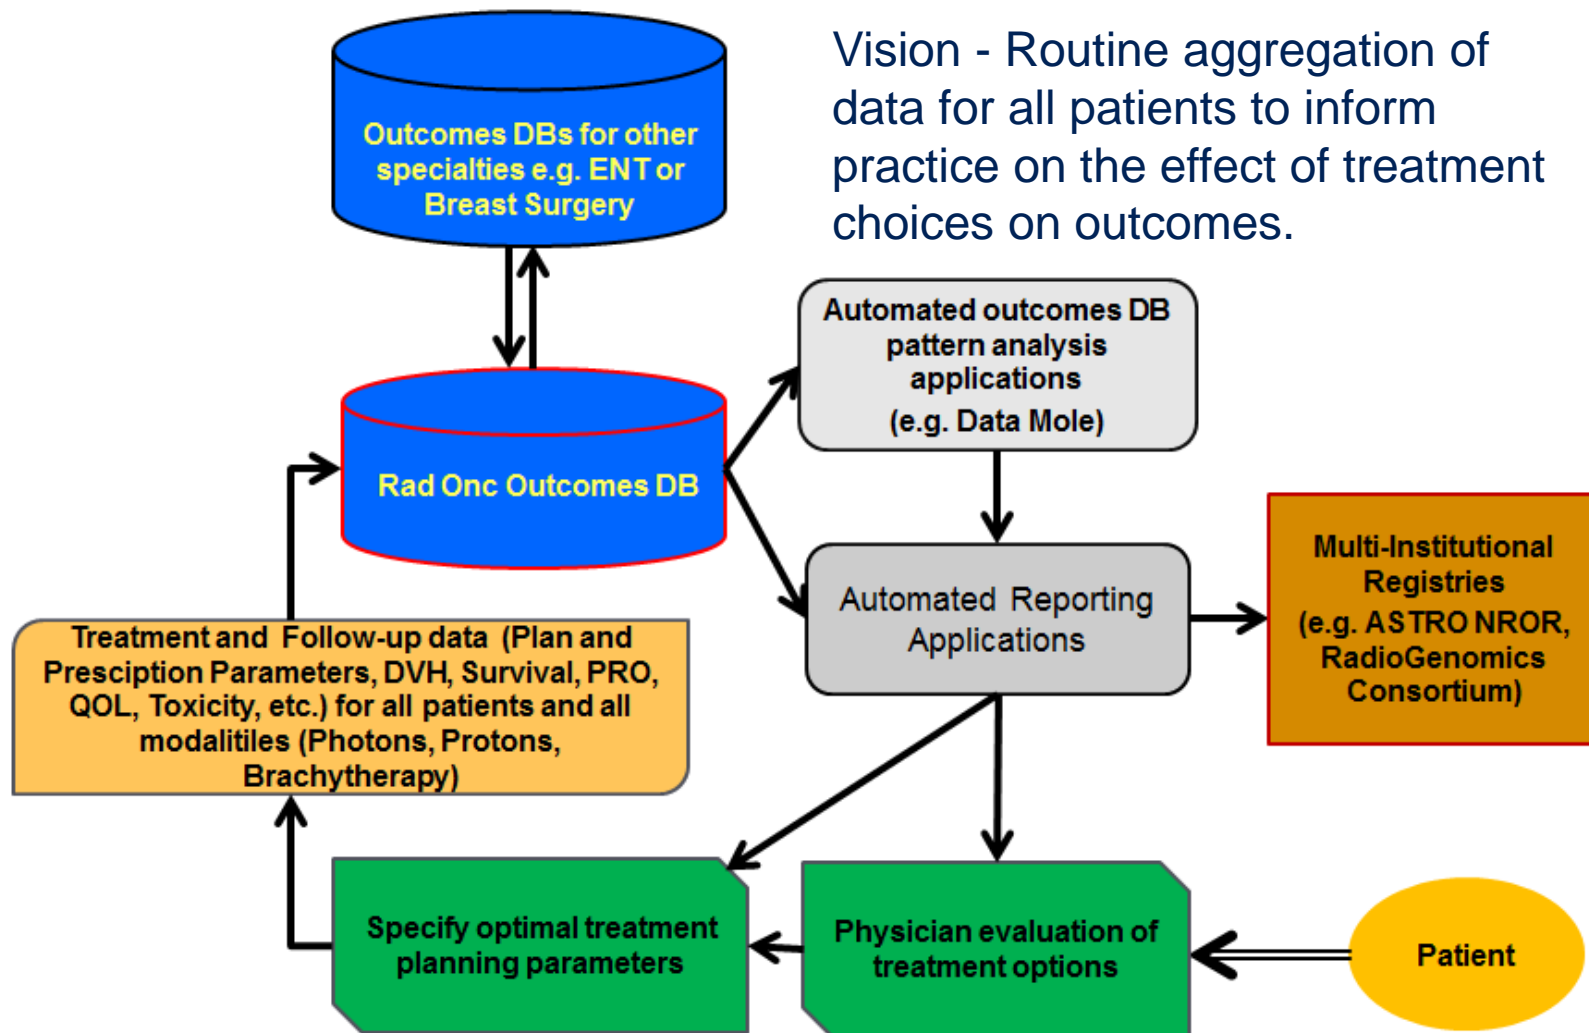 Vision - Routine aggregation of
data for all patients to inform
practice on the effect of treatment
choices on outcomes.
Outcomes DBs for other
specialties e.g. ENT or
Breast Surgery
Automated outcomes DB
pattern analysis
applications
(e.g. Data Mole)
Rad Onc Outcomes DB
Automated Reporting
Applications
Multi-Institutional
Registries
(e.g. ASTRO NROR,
RadioGenomics
Consortium)
Treatment and Follow-up data (Plan and
Presciption Parameters, DVH, Survival, PRO,
QOL, Toxicity, etc.) for all patients and all
modalitiles (Photons, Protons,
Brachytherapy)
Specify optimal treatment
planning parameters
Physician evaluation of
treatment options
Patient